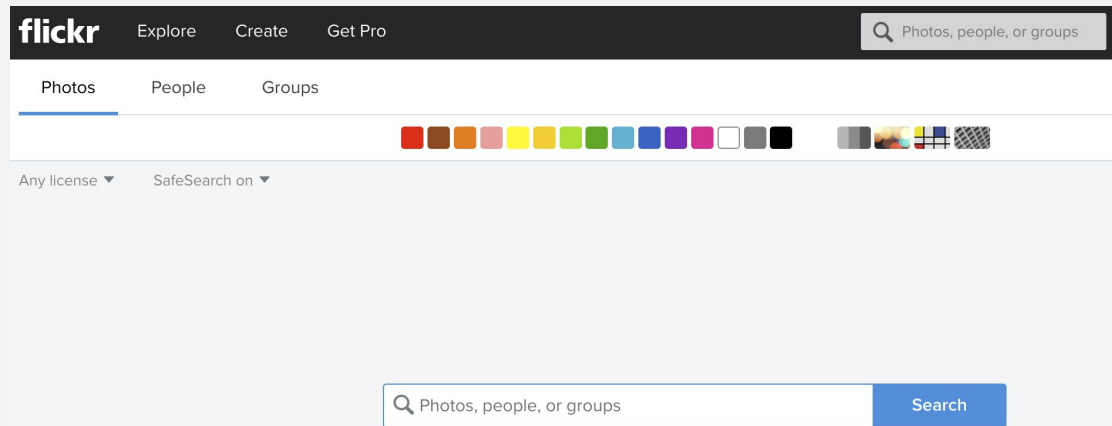 flickr Explore Create Get Pro Photos, people, or groups
Photos People Groups
Any license SafeSearch on
Photos, people, or groups Search